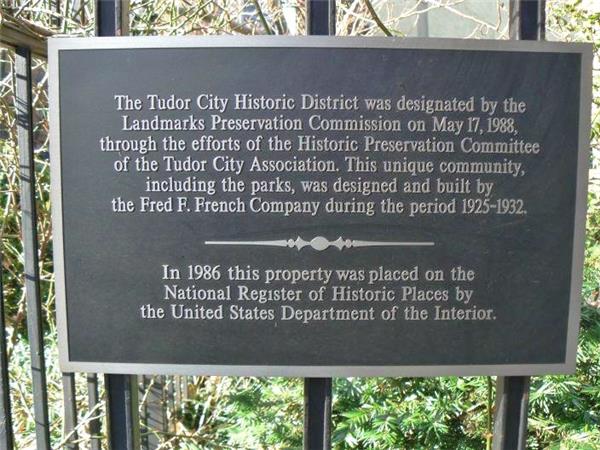 The Tudor City Historic District was designated by the
Landmarks Preservation Commission on May 17, 1988,
through the efforts of the Historic Preservation Committee
of the Tudor City Association. This unique community,
including the parks, was designed and built by
the Fred F. French Company during the period 1925-1932.
In 1986 this property was placed on the
National Register of Historic Places by
the United States Department of the Interior.